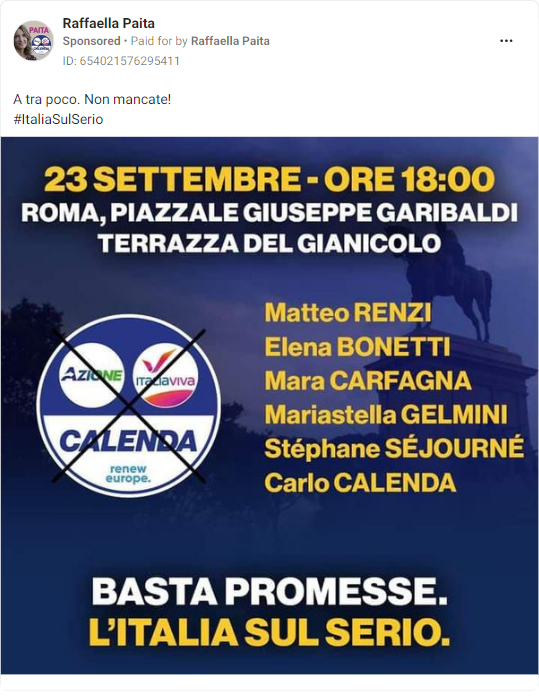 Raffaella Paita
Sponsored • Paid for by Raffaella Paita
ID: 654021576295411
A tra poco. Non mancate!
#ItaliaSulSerio
23 SETTEMBRE - ORE 18:00
ROMA, PIAZZALE GIUSEPPE GARIBALDI
TERRAZZA DEL GIANICOLO
AZIONE
ITALIAVIVA
CALENDA
renew
europe.
Matteo RENZI
Elena BONETTI
Mara CARFAGNA
Mariastella GELMINI
Stéphane SÉJOURNÉ
Carlo CALENDA
BASTA PROMESSE.
L'ITALIA SUL SERIO.